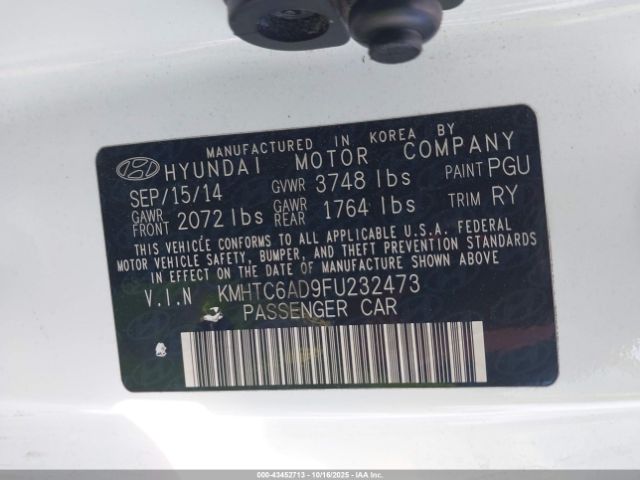 MANUFACTURED IN KOREA BY
HYUNDAI MOTOR COMPANY
SEP/15/14 GVWR 3748 lbs PAINT PGU
GAWR FRONT 2072 lbs GAWR REAR 1764 lbs TRIM RY
THIS VEHICLE CONFORMS TO ALL APPLICABLE U.S.A. FEDERAL
MOTOR VEHICLE SAFETY, BUMPER, AND THEFT PREVENTION STANDARDS
IN EFFECT ON THE DATE OF MANUFACTURE SHOWN ABOVE.
V.I.N KMHTC6AD9FU232473
PASSENGER CAR
000-43452713 - 10/16/2025 - COPYRIGHT © 2025 IAA, LLC.